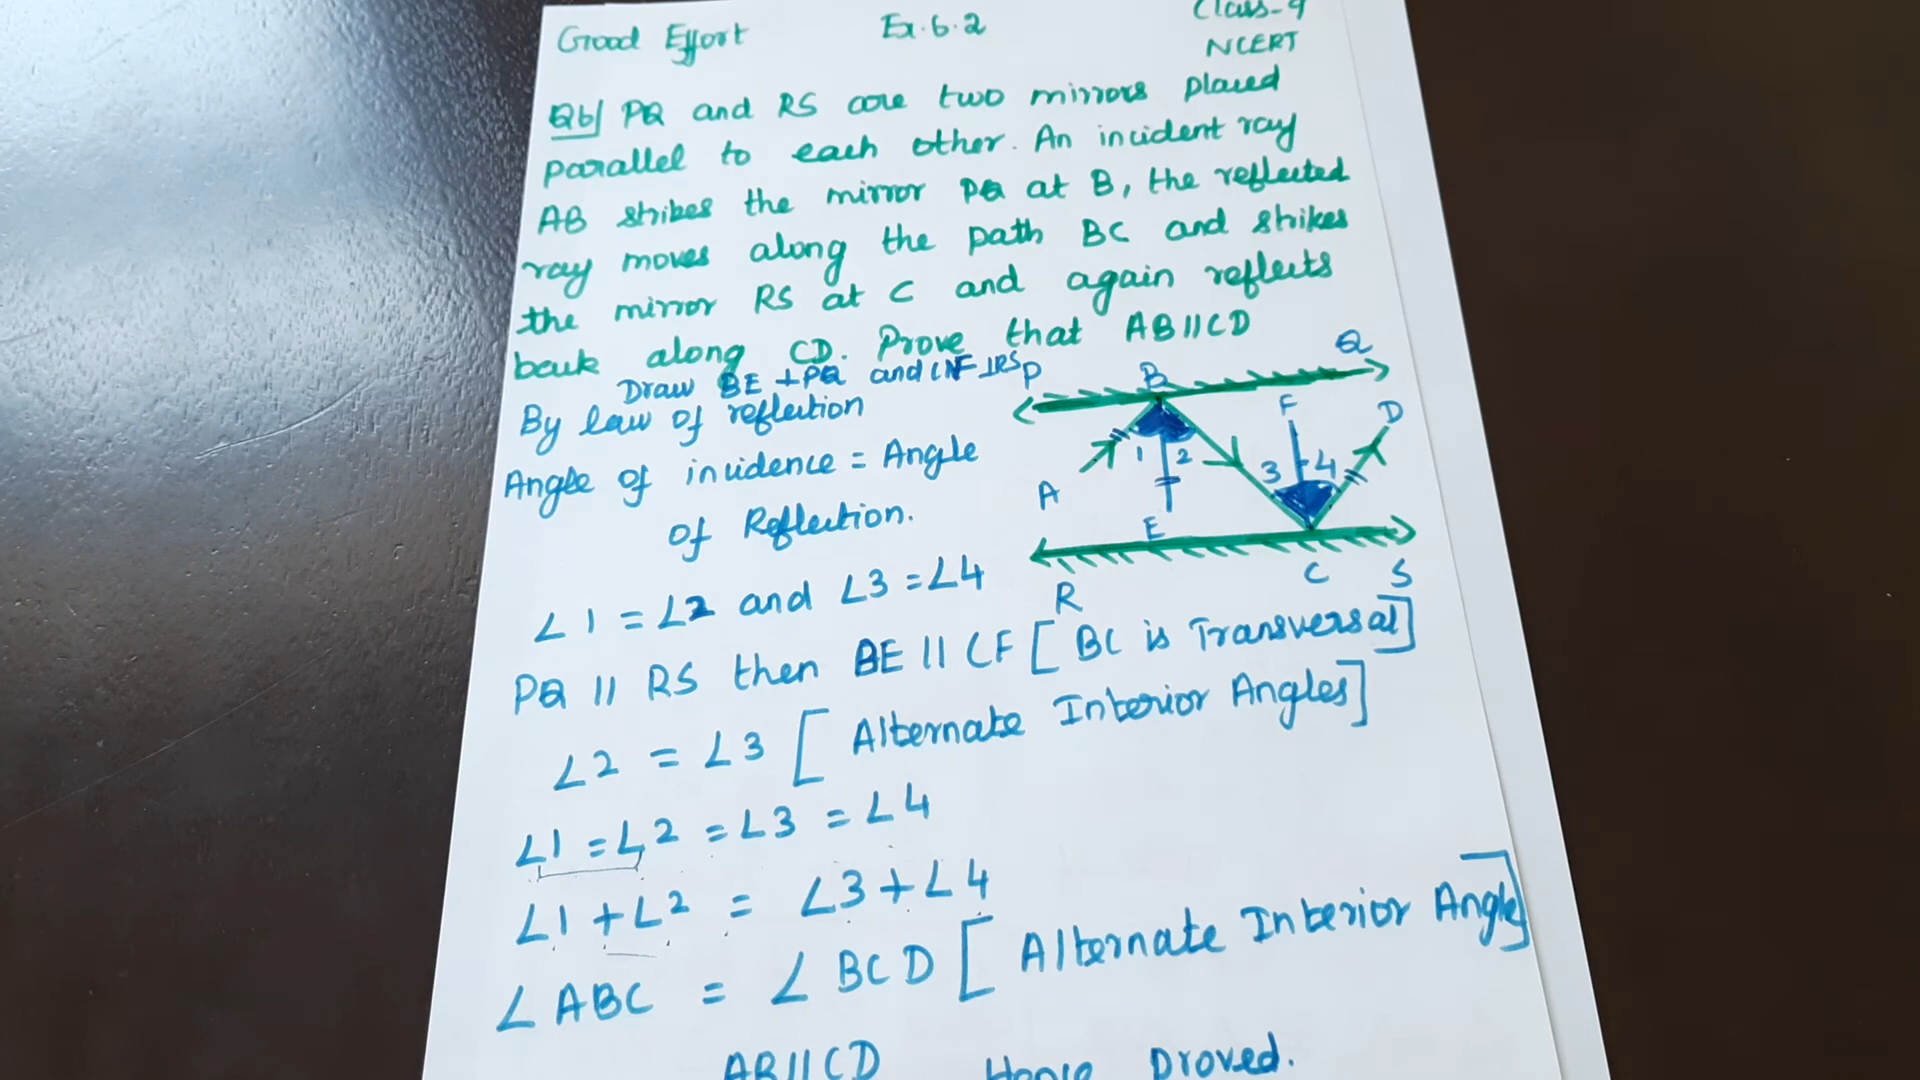 Good Effort Ex.6.2 Class-9
NCERT
Q6/ PQ and RS are two mirrors placed
parallel to each other. An incident ray
AB strikes the mirror PQ at B, the reflected
ray moves along the path BC and strikes
the mirror RS at C and again reflects
back along CD. Prove that AB||CD
Draw BE ⊥PQ and CF ⊥RS
By law of reflection
Angle of incidence = Angle
of Reflection.
P B Q
F D
1 2 3 4
A
E
R C S
∠1 = ∠2 and ∠3 = ∠4
PQ || RS then BE || CF [BC is Transversal]
∠2 = ∠3 [Alternate Interior Angles]
∠1 = ∠2 = ∠3 = ∠4
∠1 + ∠2 = ∠3 + ∠4
∠ABC = ∠BCD [Alternate Interior Angle]
AB||CD Hence Proved.